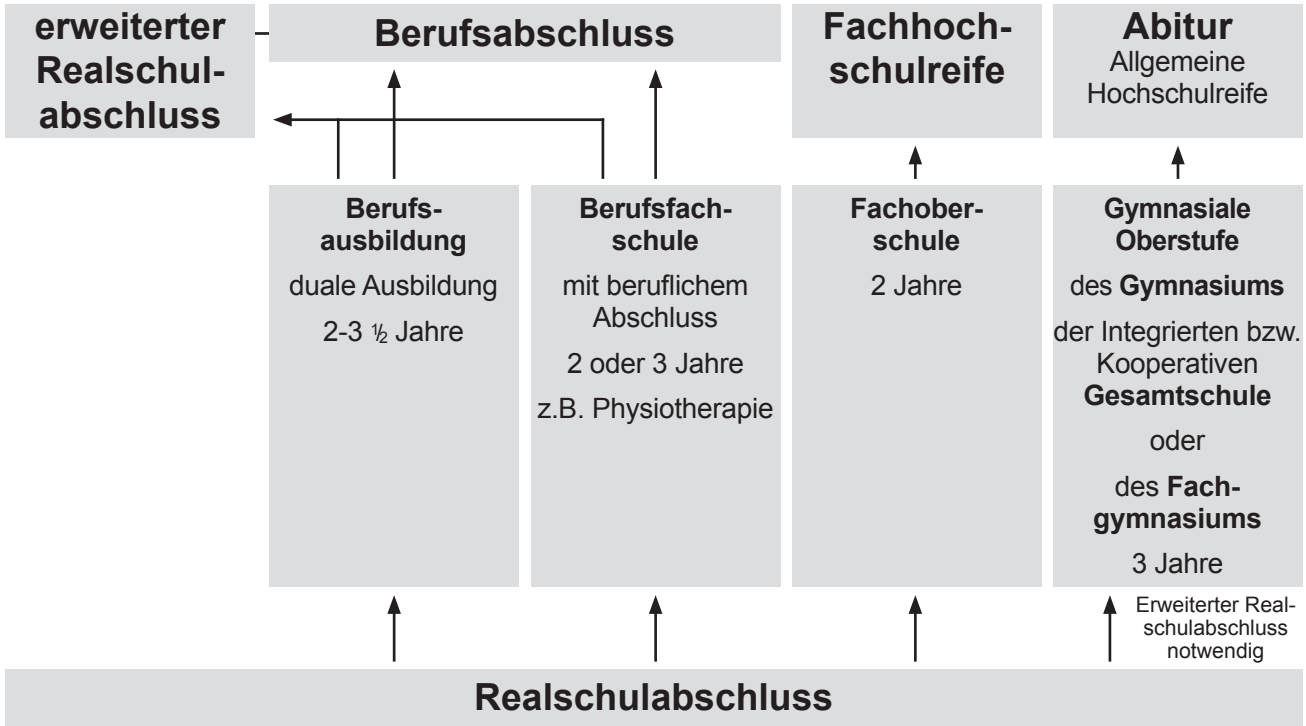 erweiterter
Realschul-
abschluss
Berufsabschluss
Fachhoch-
schulreife
Abitur
Allgemeine
Hochschulreife
Berufs-
ausbildung
duale Ausbildung
2-3 ½ Jahre
Berufsfach-
schule
mit beruflichem
Abschluss
2 oder 3 Jahre
z.B. Physiotherapie
Fachober-
schule
2 Jahre
Gymnasiale
Oberstufe
des Gymnasiums
der Integrierten bzw.
Kooperativen
Gesamtschule
oder
des Fach-
gymnasiums
3 Jahre
Erweiterter Real-
schulabschluss
notwendig
Realschulabschluss